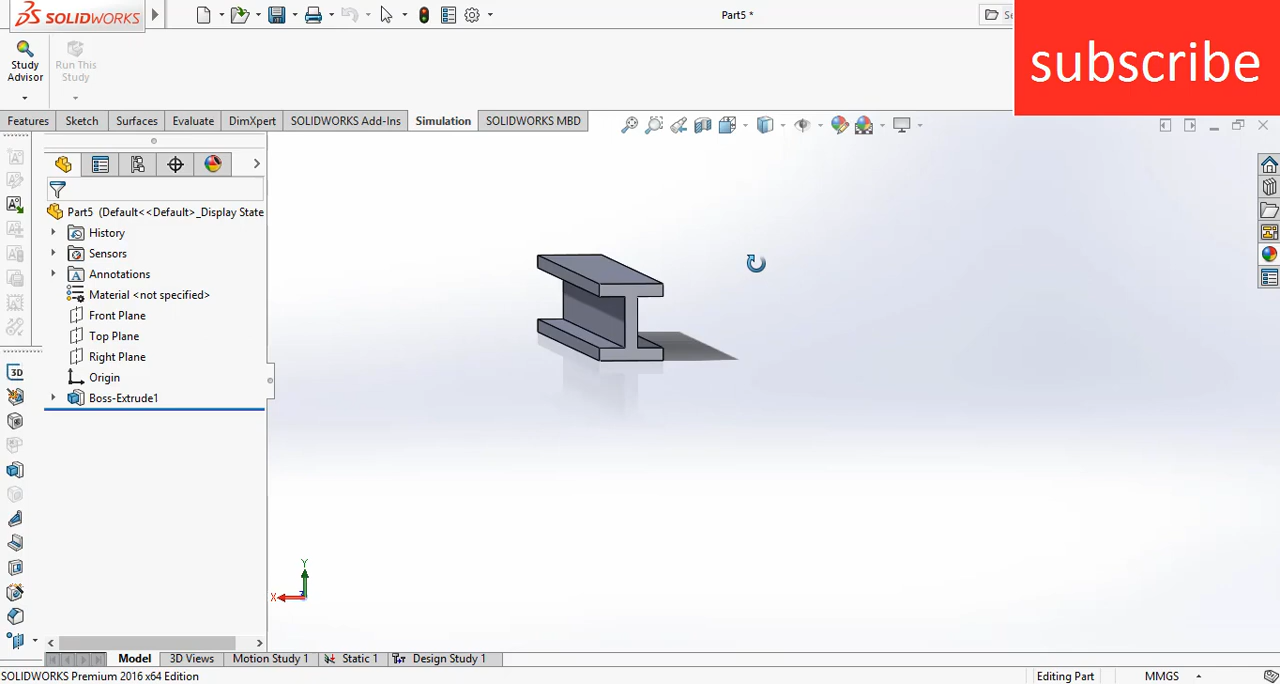 SOLIDWORKS
Part5 *
subscribe
Study
Advisor
Run This
Study
Features
Sketch
Surfaces
Evaluate
DimXpert
SOLIDWORKS Add-Ins
Simulation
SOLIDWORKS MBD
Part5 (Default<<Default>_Display State
History
Sensors
Annotations
Material <not specified>
Front Plane
Top Plane
Right Plane
Origin
Boss-Extrude1
3D
Y
X
Model
3D Views
Motion Study 1
Static 1
Design Study 1
SOLIDWORKS Premium 2016 x64 Edition
Editing Part
MMGS